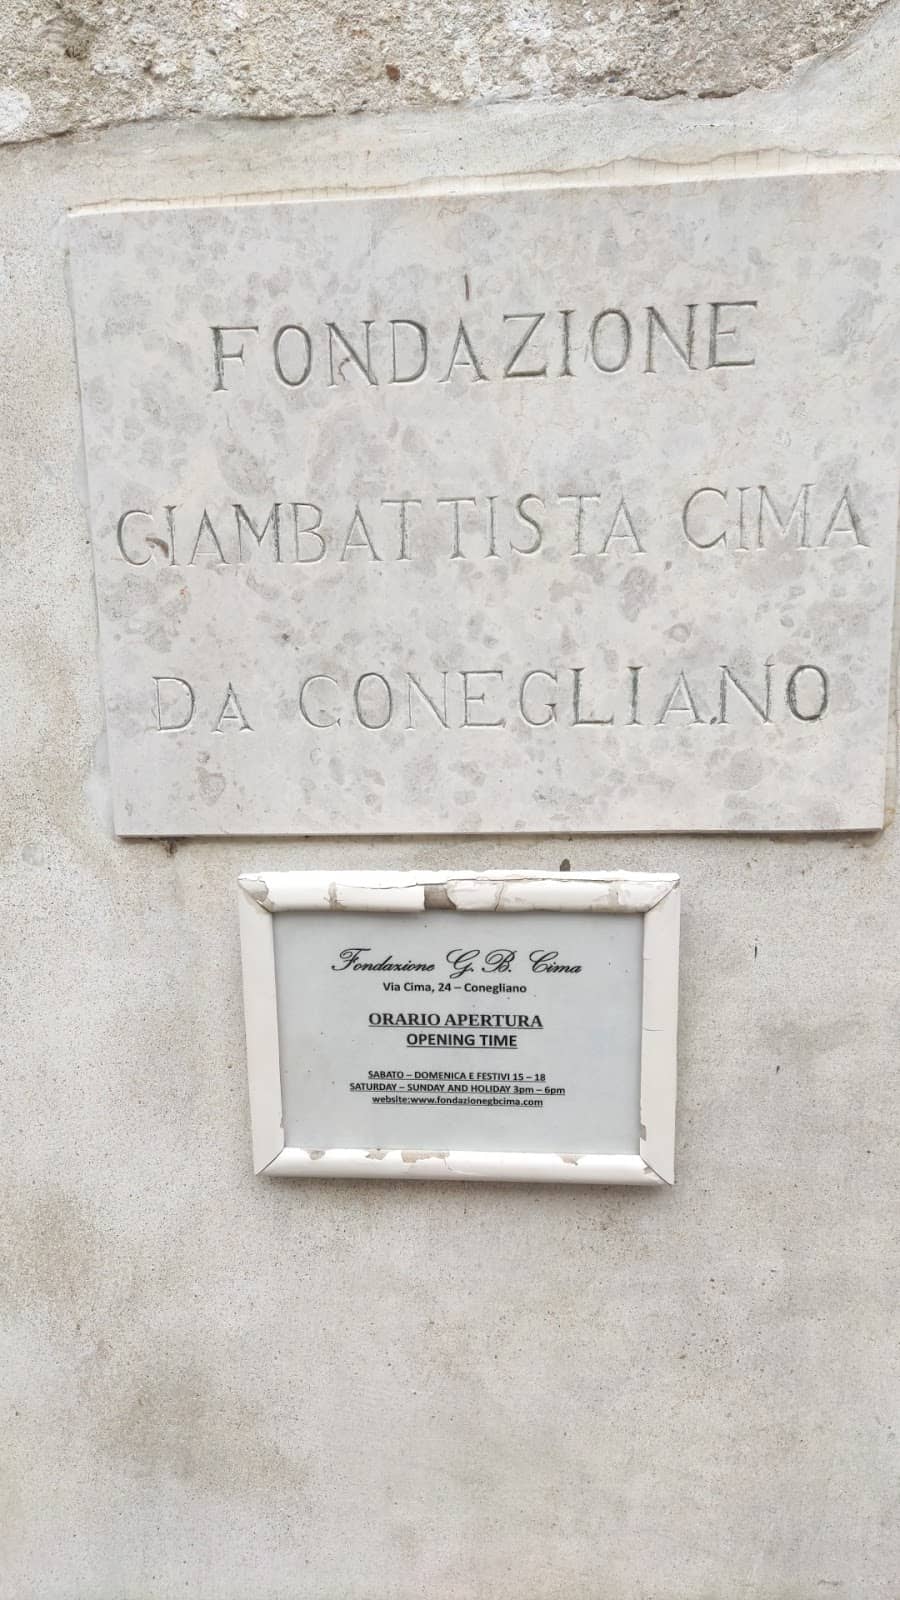 FONDAZIONE
GIAMBATTISTA CIMA
DA CONEGLIANO
Fondazione G. B. Cima
Via Cima, 24 – Conegliano
ORARIO APERTURA
OPENING TIME
SABATO – DOMENICA E FESTIVI 15 – 18
SATURDAY – SUNDAY AND HOLIDAY 3pm – 6pm
website:www.fondazionegbcima.com